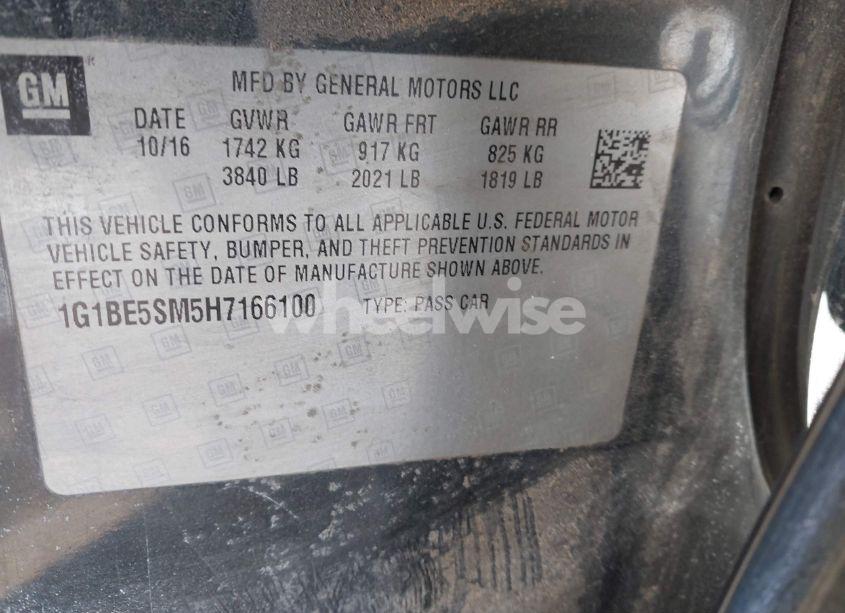 GM
MFD BY GENERAL MOTORS LLC
DATE GVWR GAWR FRT GAWR RR
10/16 1742 KG 917 KG 825 KG
3840 LB 2021 LB 1819 LB
THIS VEHICLE CONFORMS TO ALL APPLICABLE U.S. FEDERAL MOTOR
VEHICLE SAFETY, BUMPER, AND THEFT PREVENTION STANDARDS IN
EFFECT ON THE DATE OF MANUFACTURE SHOWN ABOVE.
1G1BE5SM5H7166100 TYPE: PASS CAR
wheelwise